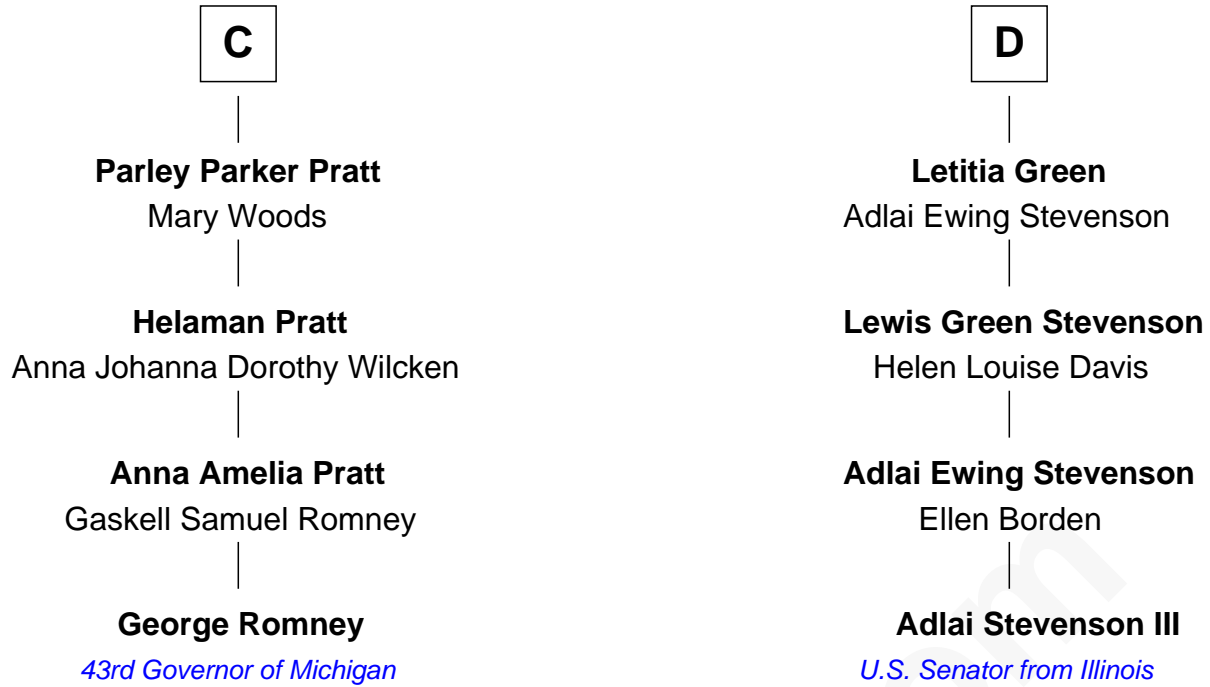 C
Parley Parker Pratt
Mary Woods
Helaman Pratt
Anna Johanna Dorothy Wilcken
Anna Amelia Pratt
Gaskell Samuel Romney
George Romney
43rd Governor of Michigan
D
Letitia Green
Adlai Ewing Stevenson
Lewis Green Stevenson
Helen Louise Davis
Adlai Ewing Stevenson
Ellen Borden
Adlai Stevenson III
U.S. Senator from Illinois